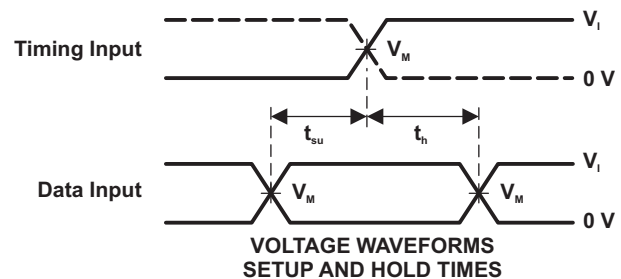 V_I
Timing Input
V_M
0 V
t_su
t_h
V_I
Data Input
V_M
V_M
0 V
VOLTAGE WAVEFORMS
SETUP AND HOLD TIMES